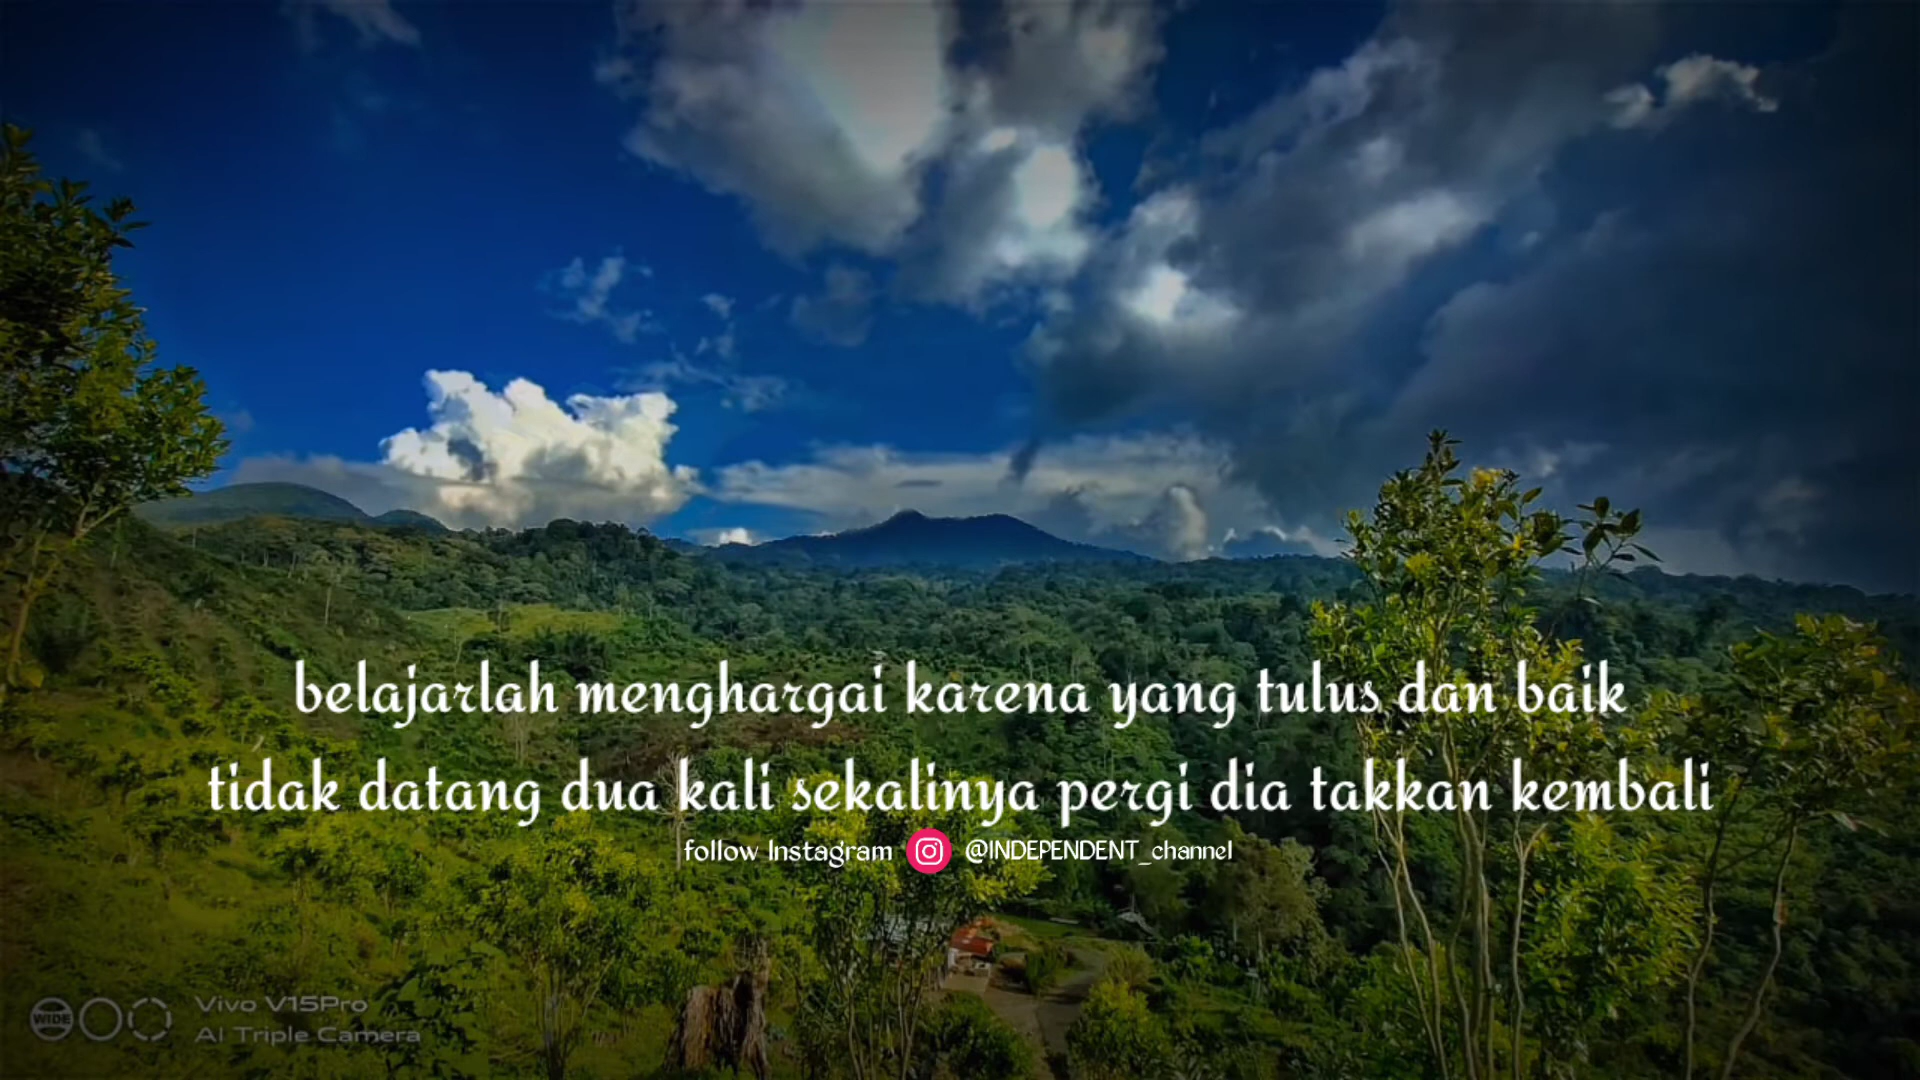 belajarlah menghargai karena yang tulus dan baik
tidak datang dua kali sekalinya pergi dia takkan kembali
follow Instagram @INDEPENDENT_channel
WIDE
Vivo V15Pro
AI Triple Camera